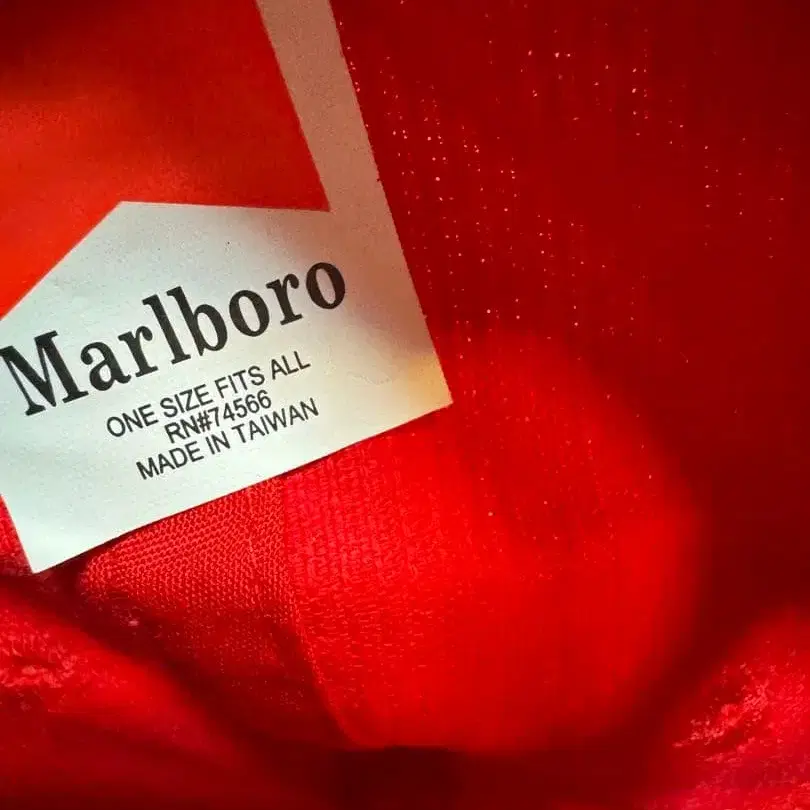 Marlboro
ONE SIZE FITS ALL
RN#74566
MADE IN TAIWAN